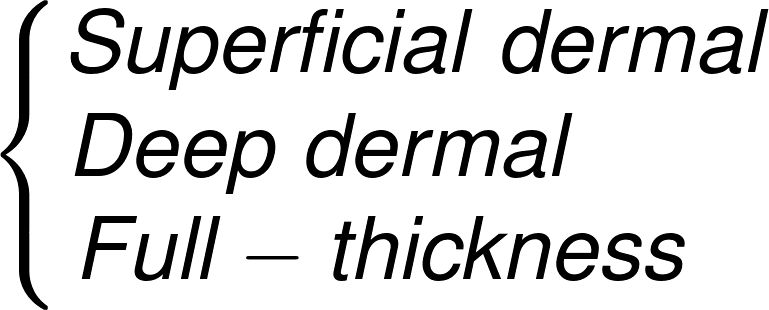 Superficial dermal
Deep dermal
Full − thickness